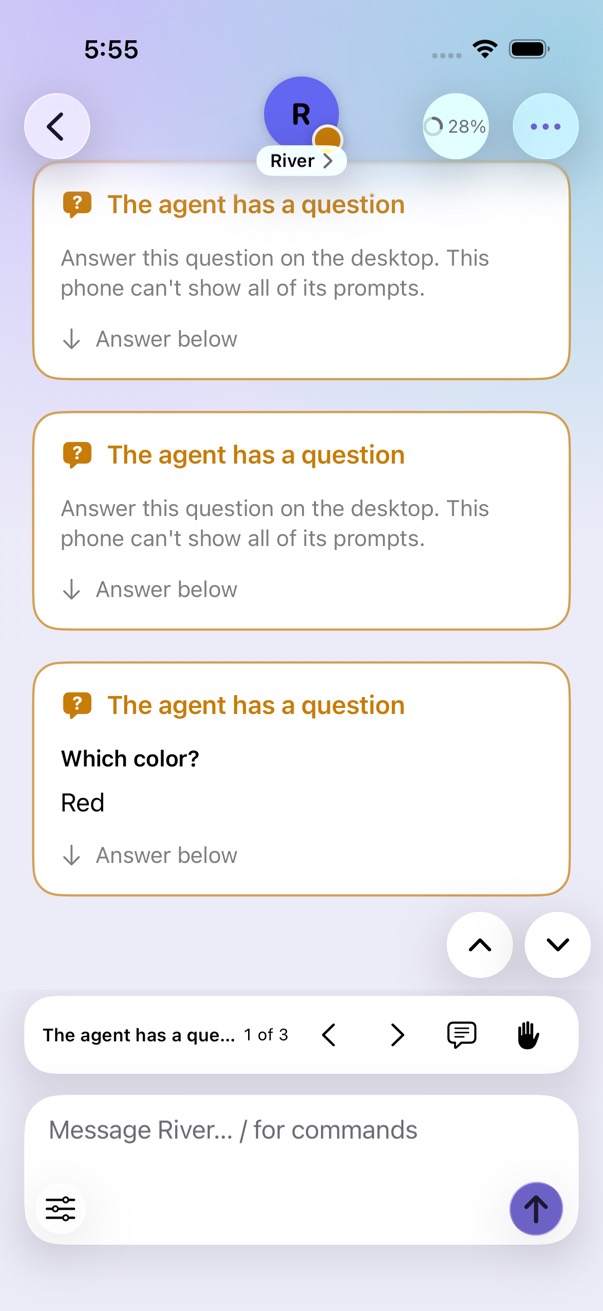 5:55
R
28%
River
The agent has a question
Answer this question on the desktop. This
phone can't show all of its prompts.
Answer below
The agent has a question
Answer this question on the desktop. This
phone can't show all of its prompts.
Answer below
The agent has a question
Which color?
Red
Answer below
The agent has a que... 1 of 3
Message River... / for commands